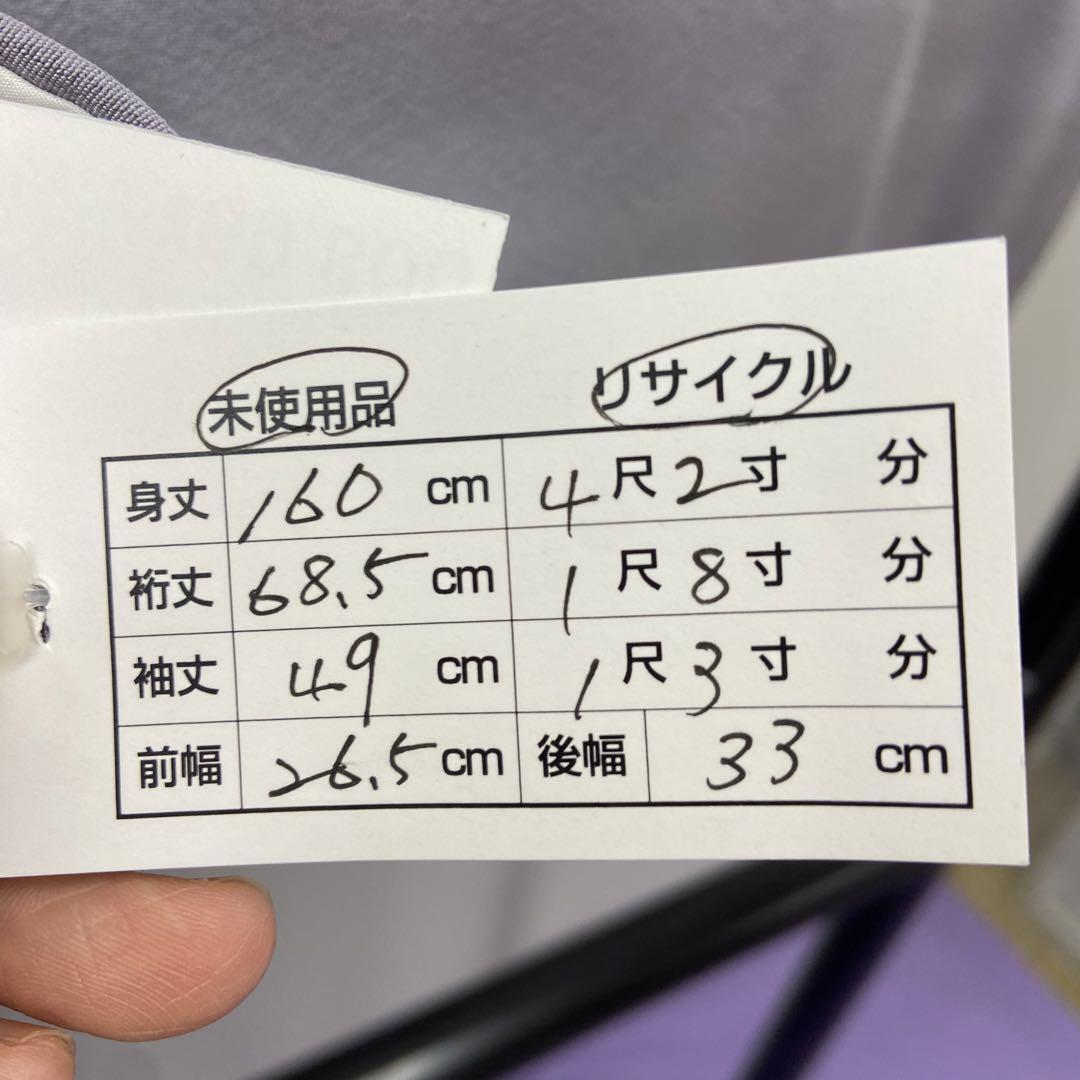 未使用品 リサイクル
身丈 160 cm 4尺2寸 分
裄丈 68.5 cm 1尺8寸 分
袖丈 49 cm 1尺3寸 分
前幅 26.5 cm 後幅 33 cm